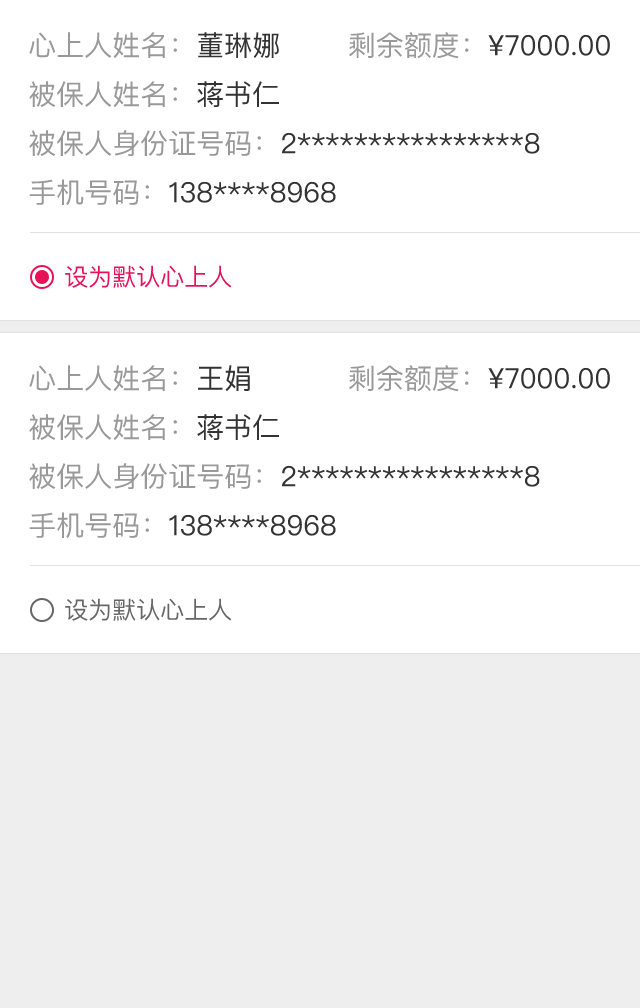 心上人姓名：董琳娜 剩余额度：¥7000.00
被保人姓名：蒋书仁
被保人身份证号码：2****************8
手机号码：138****8968
设为默认心上人
心上人姓名：王娟 剩余额度：¥7000.00
被保人姓名：蒋书仁
被保人身份证号码：2****************8
手机号码：138****8968
设为默认心上人